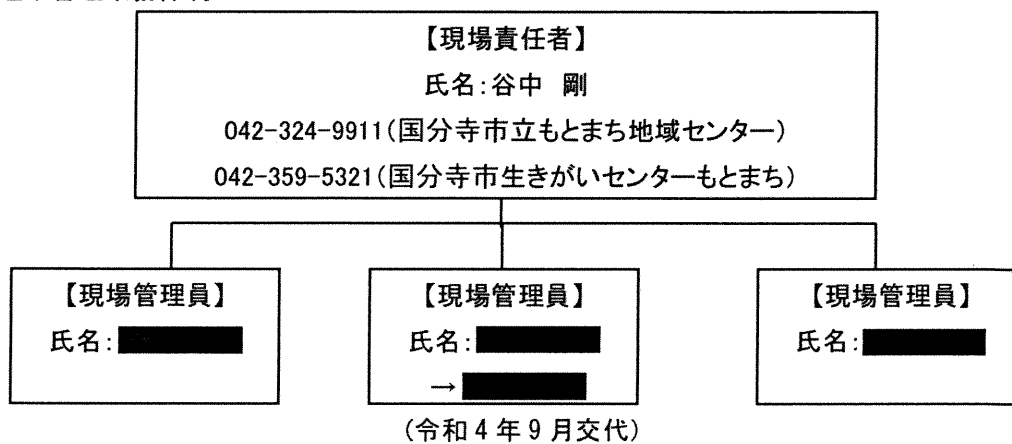 【現場責任者】
氏名:谷中 剛
042-324-9911(国分寺市立もとまち地域センター)
042-359-5321(国分寺市生きがいセンターもとまち)
【現場管理員】
氏名:
【現場管理員】
氏名:
→
【現場管理員】
氏名:
(令和4年9月交代)